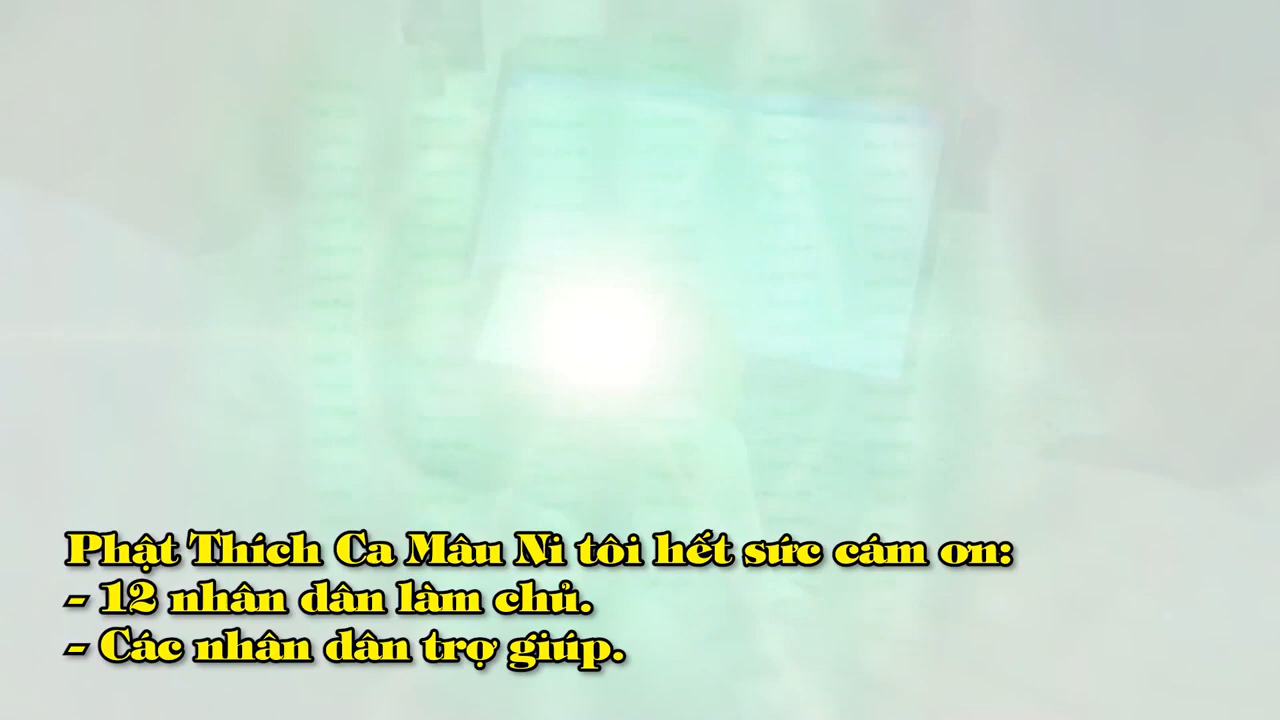 Phật Thích Ca Mâu Ni tôi hết sức cám ơn:
- 12 nhân dân làm chủ.
- Các nhân dân trợ giúp.